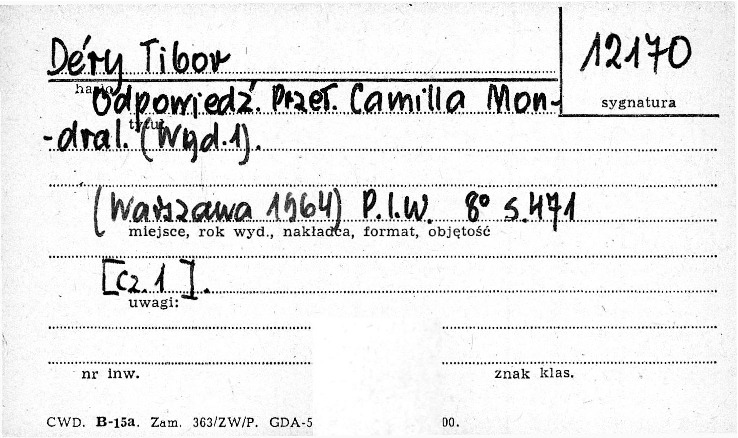 Déry Tibor
12170
hasło
sygnatura
Odpowiedź. Przeł. Camilla Mon-
tytuł
-dral. (Wyd.1).
(Warszawa 1964) P.I.W. 8° s.471
miejsce, rok wyd., nakładca, format, objętość
[cz.1].
uwagi:
nr inw.
znak klas.
CWD. B-15a. Zam. 363/ZW/P. GDA-5 00.